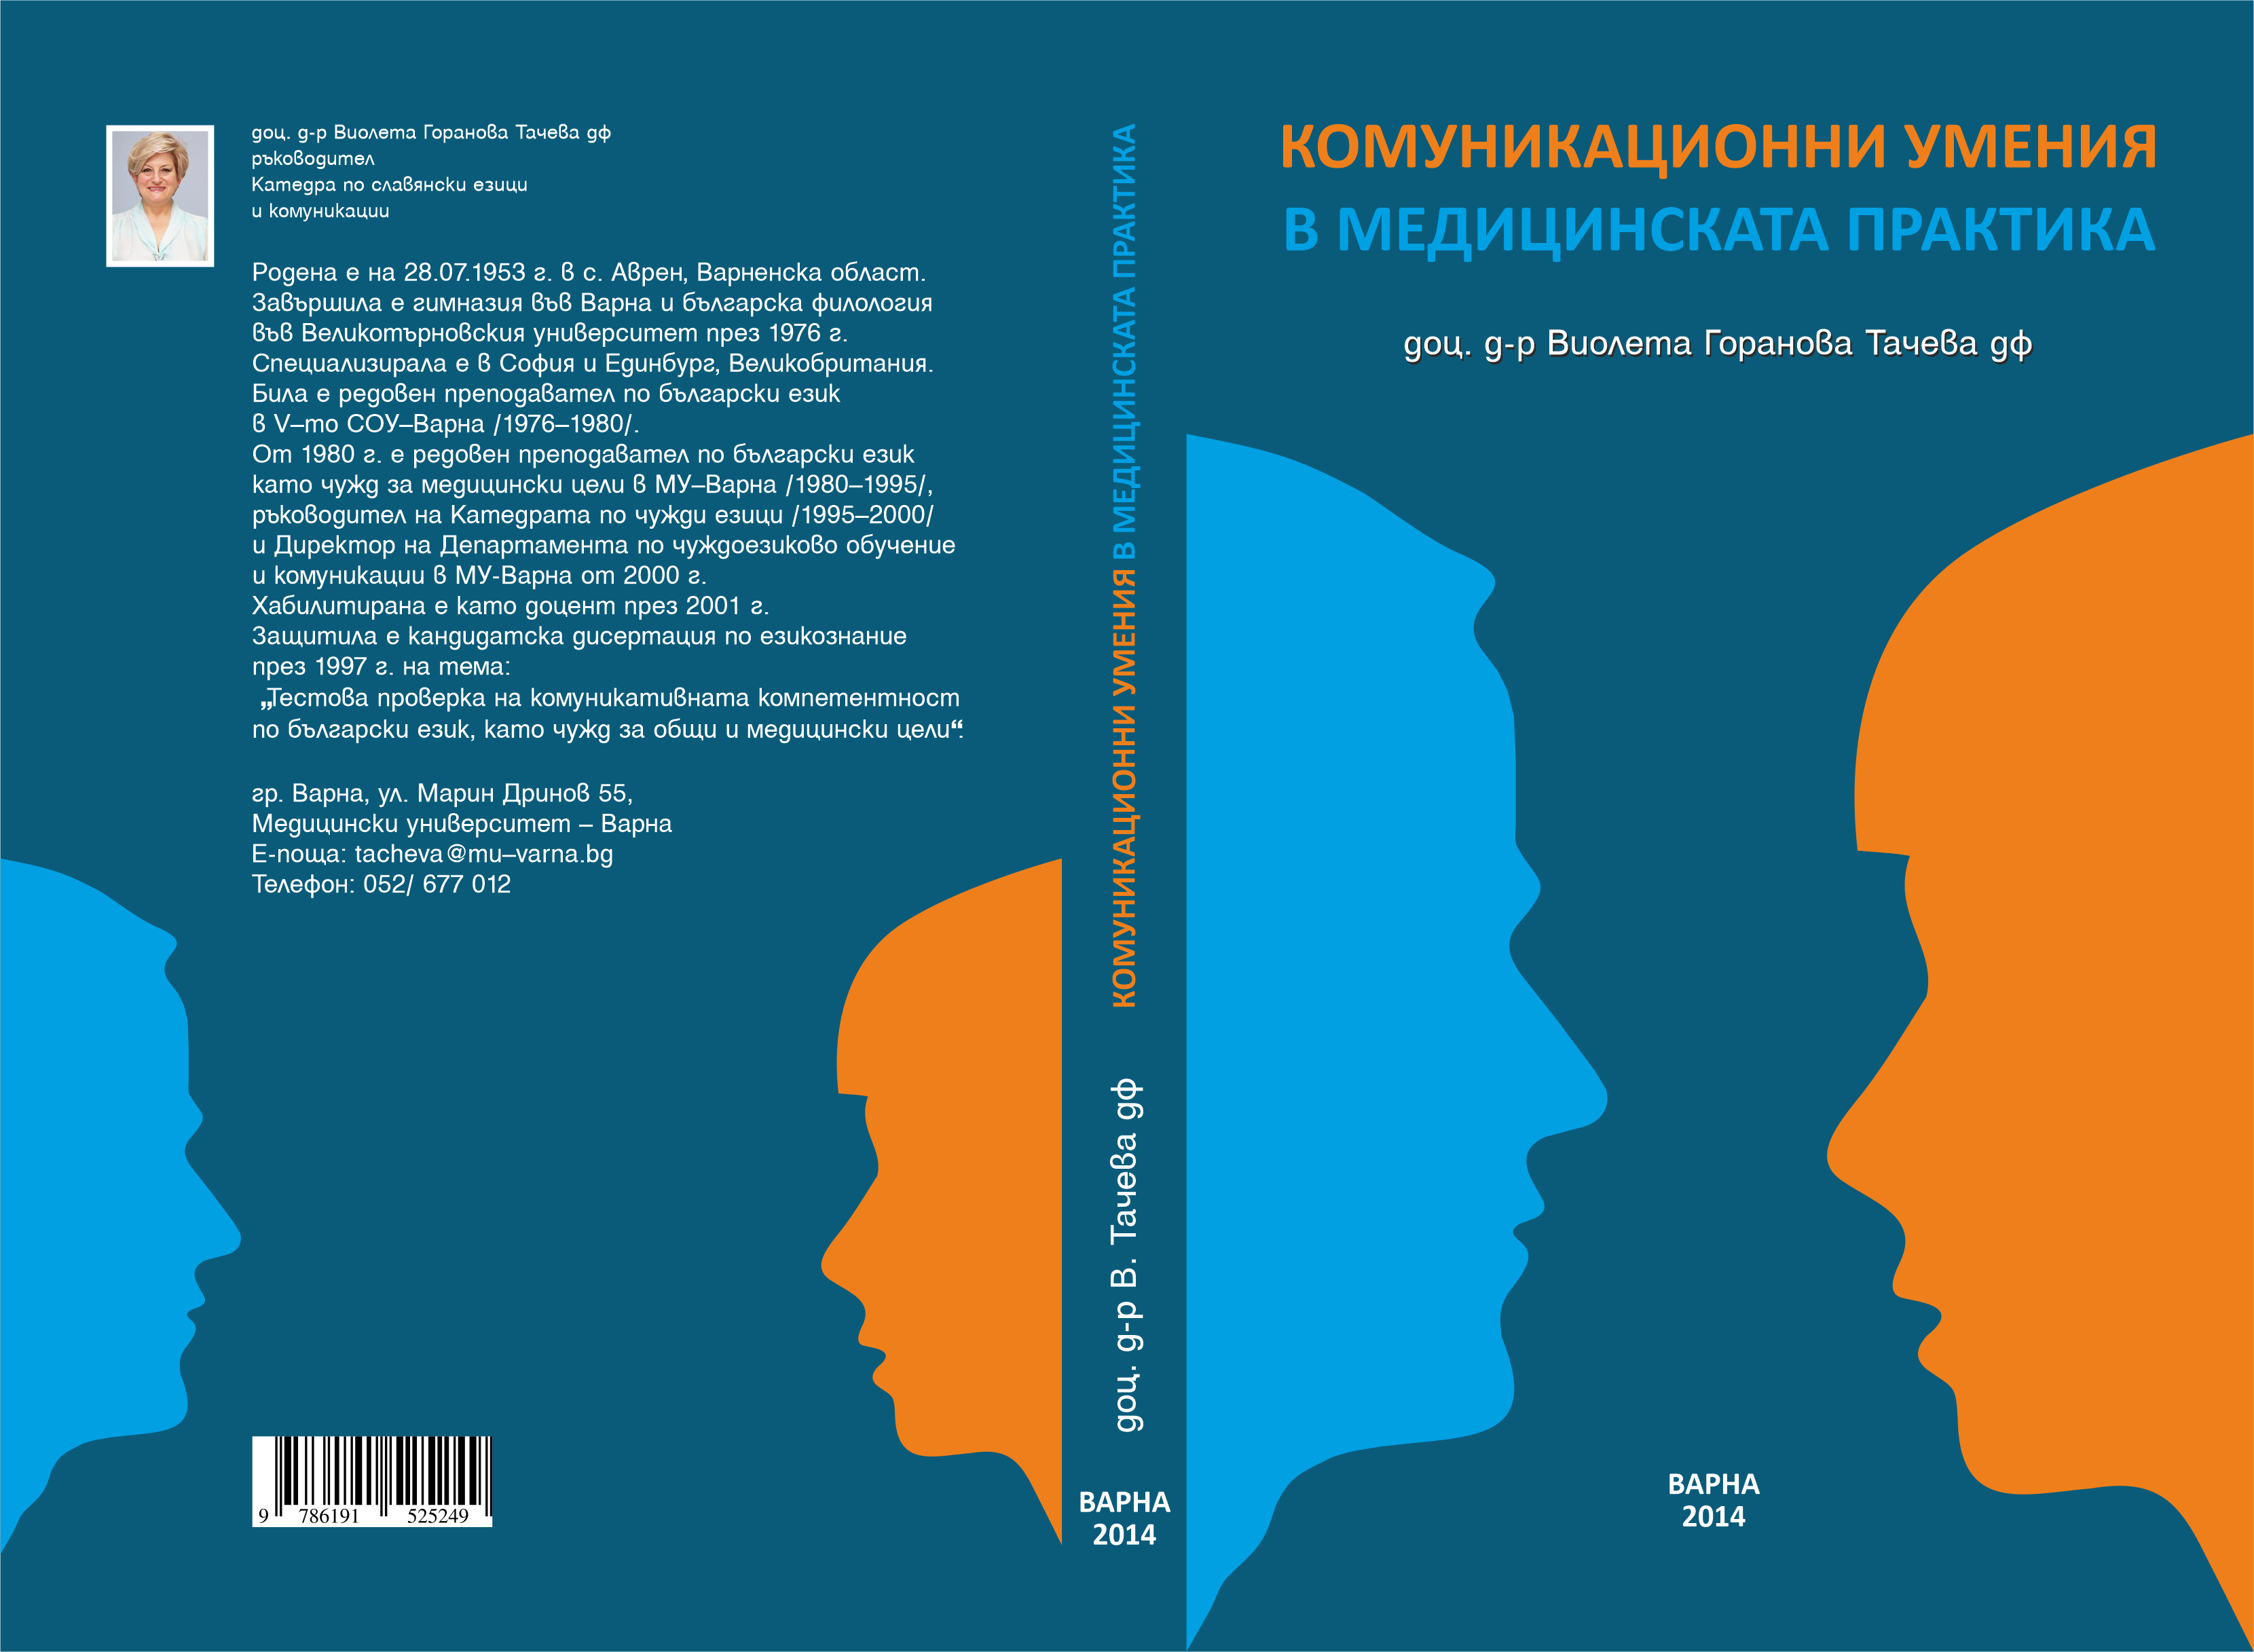 доц. д-р Виолета Горанова Тачева дф
ръководител
Катедра по славянски езици
и комуникации
Родена е на 28.07.1953 г. в с. Аврен, Варненска област.
Завършила е гимназия във Варна и българска филология
във Великотърновския университет през 1976 г.
Специализирала е в София и Единбург, Великобритания.
Била е редовен преподавател по български език
в V–то СОУ–Варна /1976–1980/.
От 1980 г. е редовен преподавател по български език
като чужд за медицински цели в МУ–Варна /1980–1995/,
ръководител на Катедрата по чужди езици /1995–2000/
и Директор на Департамента по чуждоезиково обучение
и комуникации в МУ-Варна от 2000 г.
Хабилитирана е като доцент през 2001 г.
Защитила е кандидатска дисертация по езикознание
през 1997 г. на тема:
„Тестова проверка на комуникативната компетентност
по български език, като чужд за общи и медицински цели“.
гр. Варна, ул. Марин Дринов 55,
Медицински университет – Варна
Е-поща: tacheva@mu–varna.bg
Телефон: 052/ 677 012
9 786191 525249
доц. д-р В. Тачева дф КОМУНИКАЦИОННИ УМЕНИЯ В МЕДИЦИНСКАТА ПРАКТИКА
ВАРНА
2014
КОМУНИКАЦИОННИ УМЕНИЯ
В МЕДИЦИНСКАТА ПРАКТИКА
доц. д-р Виолета Горанова Тачева дф
ВАРНА
2014